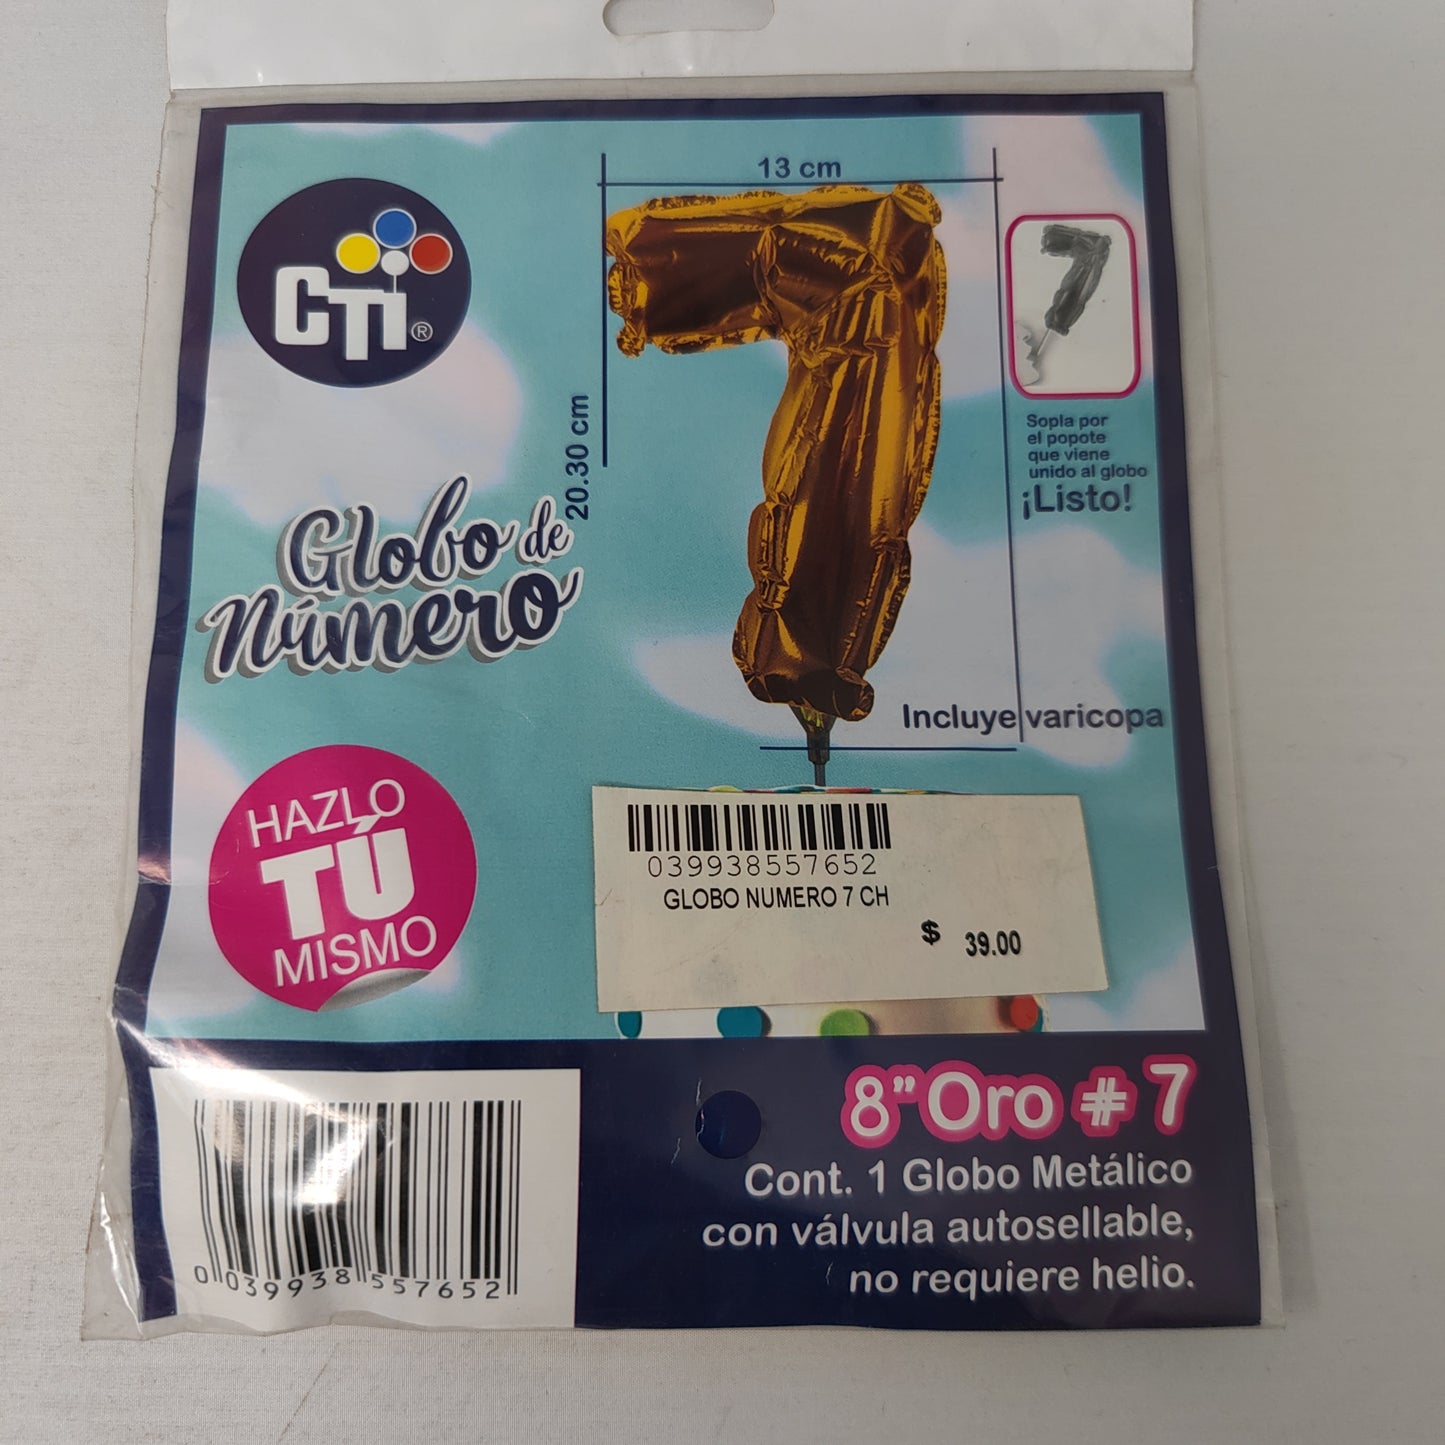 13 cm
CTI®
20.30 cm
Sopla por
el popote
que viene
unido al globo
¡Listo!
Globo de
Número
Incluye varicopa
HAZLO
TÚ
MISMO
039938557652
GLOBO NUMERO 7 CH
$ 39.00
8” Oro # 7
Cont. 1 Globo Metálico
con válvula autosellable,
no requiere helio.
0 039938 557652